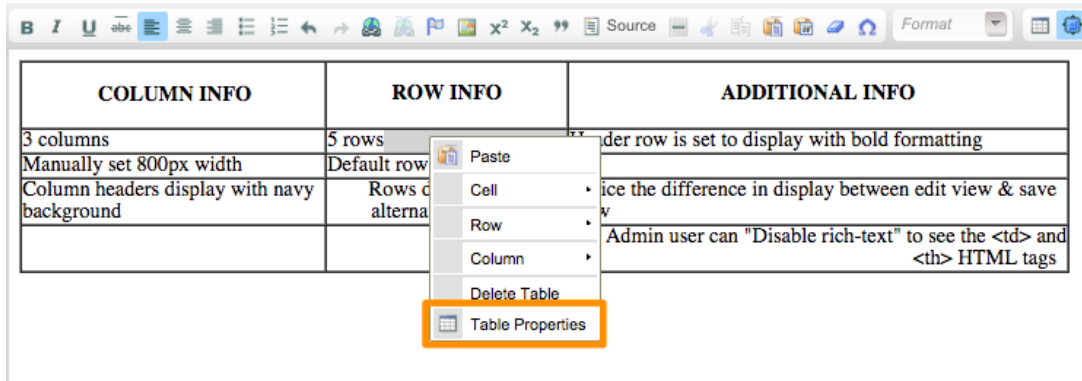 B I U abc x² X₂ Source Format
COLUMN INFO ROW INFO ADDITIONAL INFO
3 columns 5 rows row is set to display with bold formatting
Manually set 800px width Default row
Column headers display with navy Rows the difference in display between edit view & save
background
Admin user can "Disable rich-text" to see the <td> and
<th> HTML tags
Paste
Cell
Row
Column
Delete Table
Table Properties